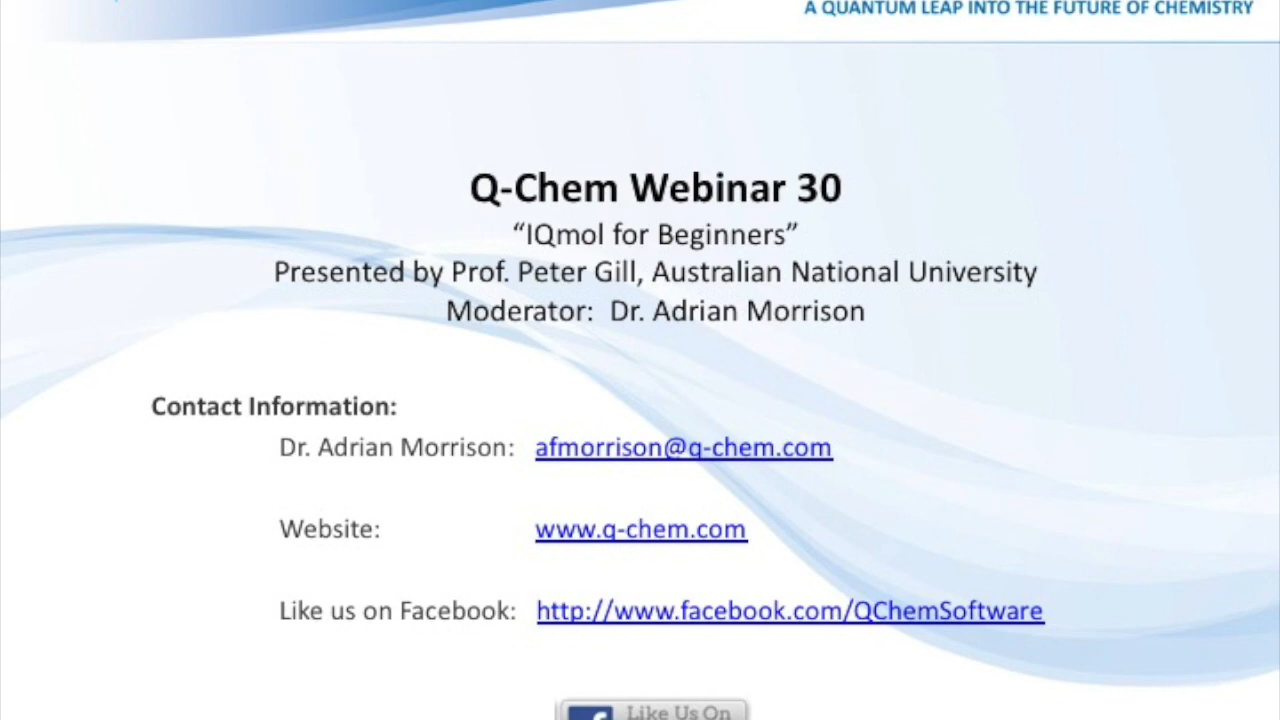 A QUANTUM LEAP INTO THE FUTURE OF CHEMISTRY
Q-Chem Webinar 30
“IQmol for Beginners”
Presented by Prof. Peter Gill, Australian National University
Moderator: Dr. Adrian Morrison
Contact Information:
Dr. Adrian Morrison: afmorrison@q-chem.com
Website: www.q-chem.com
Like us on Facebook: http://www.facebook.com/QChemSoftware
Like Us On